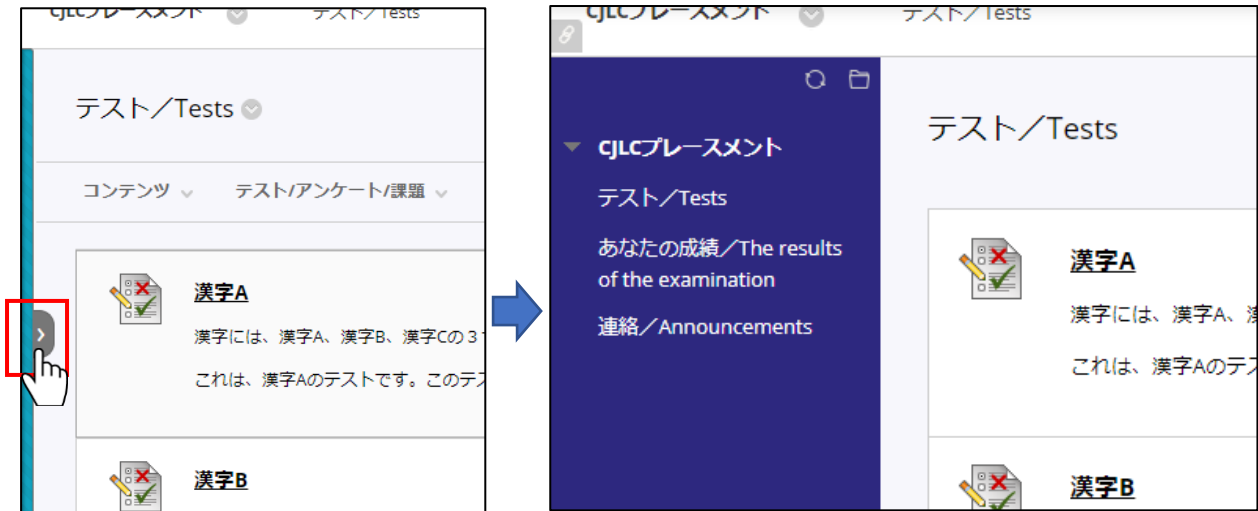 CJLCプレースメント テスト／Tests
テスト／Tests
コンテンツ テスト/アンケート/課題
漢字A
漢字には、漢字A、漢字B、漢字Cの3
これは、漢字Aのテストです。このテス
漢字B
CJLCプレースメント テスト／Tests
CJLCプレースメント
テスト／Tests
あなたの成績／The results
of the examination
連絡／Announcements
テスト／Tests
漢字A
漢字には、漢字A、漢
これは、漢字Aのテス
漢字B